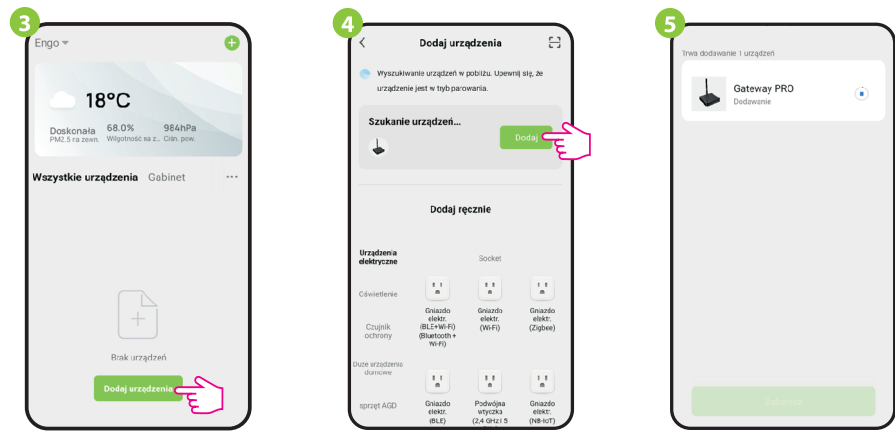 3
Engo
18°C
Doskonała 68.0% 984hPa
PM2.5 na zewn. Wilgotność na z... Ciśn. pow.
Wszystkie urządzenia Gabinet ...
Brak urządzeń
Dodaj urządzenia
4
Dodaj urządzenia
Wyszukiwanie urządzeń w pobliżu. Upewnij się, że
urządzenie jest w tryb parowania.
Szukanie urządzeń...
Dodaj
Dodaj ręcznie
Urządzenia
elektryczne
Socket
Oświetlenie
Gniazdo
elektr.
(BLE+Wi-Fi)
(Bluetooth +
Wi-Fi)
Gniazdo
elektr.
(Wi-Fi)
Gniazdo
elektr.
(Zigbee)
Czujnik
ochrony
Duże urządzenia
domowe
sprzęt AGD
Gniazdo
elektr.
(BLE)
Podwójna
wtyczka
(2,4 GHz i 5
Gniazdo
elektr.
(NB-IoT)
5
Trwa dodawanie 1 urządzeń
Gateway PRO
Dodawanie